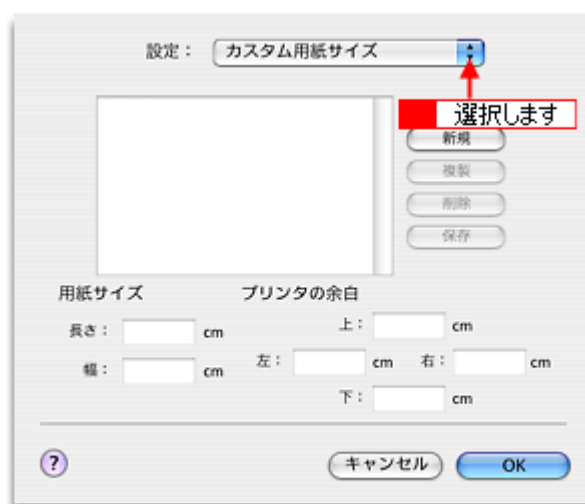 設定： カスタム用紙サイズ
選択します
新規
複製
削除
保存
用紙サイズ プリンタの余白
長さ： cm
上： cm
幅： cm
左： cm 右： cm
下： cm
? キャンセル OK